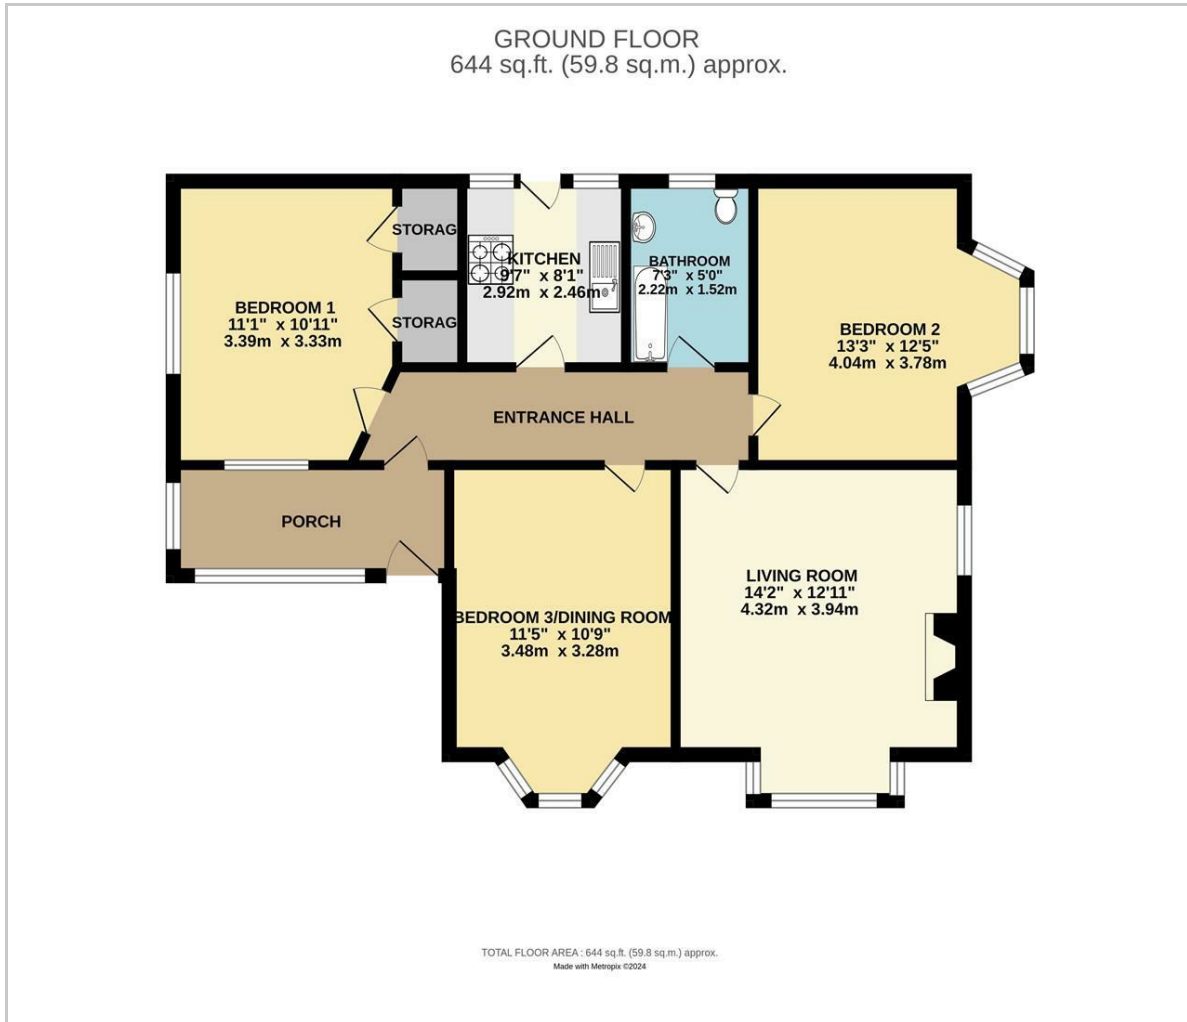 GROUND FLOOR
644 sq.ft. (59.8 sq.m.) approx.
STORAG
KITCHEN
9'7" x 8'1"
2.92m x 2.46m
BATHROOM
7'3" x 5'0"
2.22m x 1.52m
BEDROOM 1
11'1" x 10'11"
3.39m x 3.33m
STORAG
BEDROOM 2
13'3" x 12'5"
4.04m x 3.78m
ENTRANCE HALL
PORCH
BEDROOM 3/DINING ROOM
11'5" x 10'9"
3.48m x 3.28m
LIVING ROOM
14'2" x 12'11"
4.32m x 3.94m
TOTAL FLOOR AREA : 644 sq.ft. (59.8 sq.m.) approx.
Made with Metropix ©2024